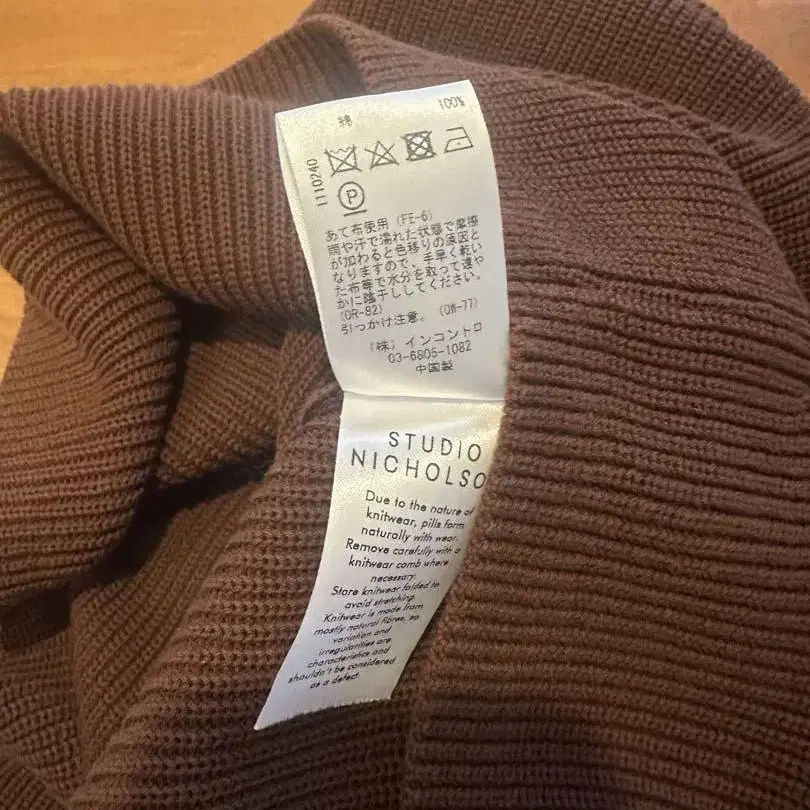 綿 100%
1110240
P
あて布使用 (FE-6)
雨や汗で濡れた状態で摩擦
が加わると色移りの原因と
なりますので、手早く乾い
た布等で水分を取って速や
かに陰干ししてください。
(OR-82)
引っかけ注意。 (OM-77)
(株) インコントロ
03-6805-1082
中国製
STUDIO
NICHOLSO
Due to the nature of
knitwear, pills form
naturally with wear.
Remove carefully with a
knitwear comb where
necessary.
Store knitwear folded to
avoid stretching.
Knitwear is made from
mostly natural fibres, so
variation and
irregularities are
characteristics and
shouldn't be considered
as a defect.